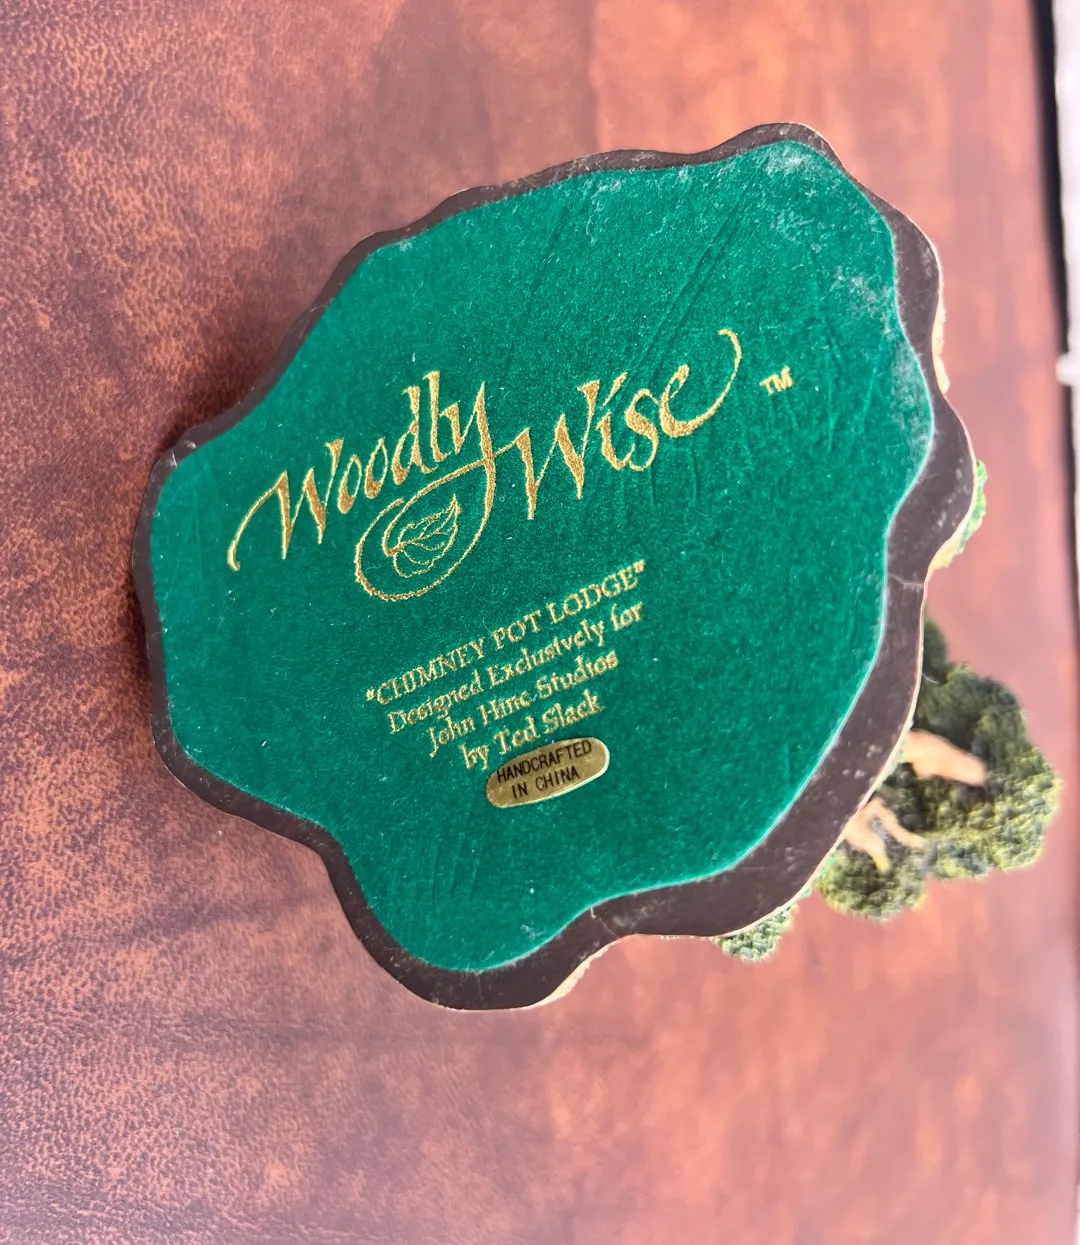 Woodly Wise ™
"CHIMNEY POT LODGE"
Designed Exclusively for
John Hine Studios
by Ted Slack
HANDCRAFTED
IN CHINA